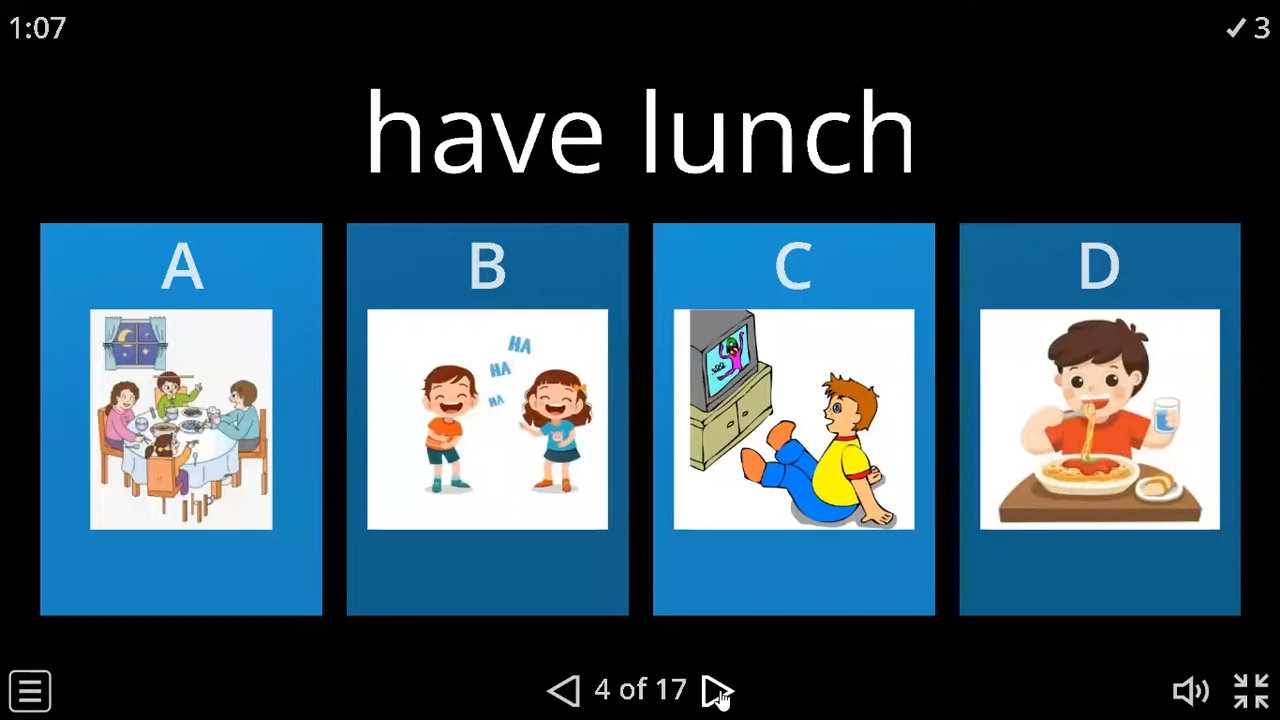 1:07
✓ 3
have lunch
A
B
C
D
HA
HA
HA
4 of 17